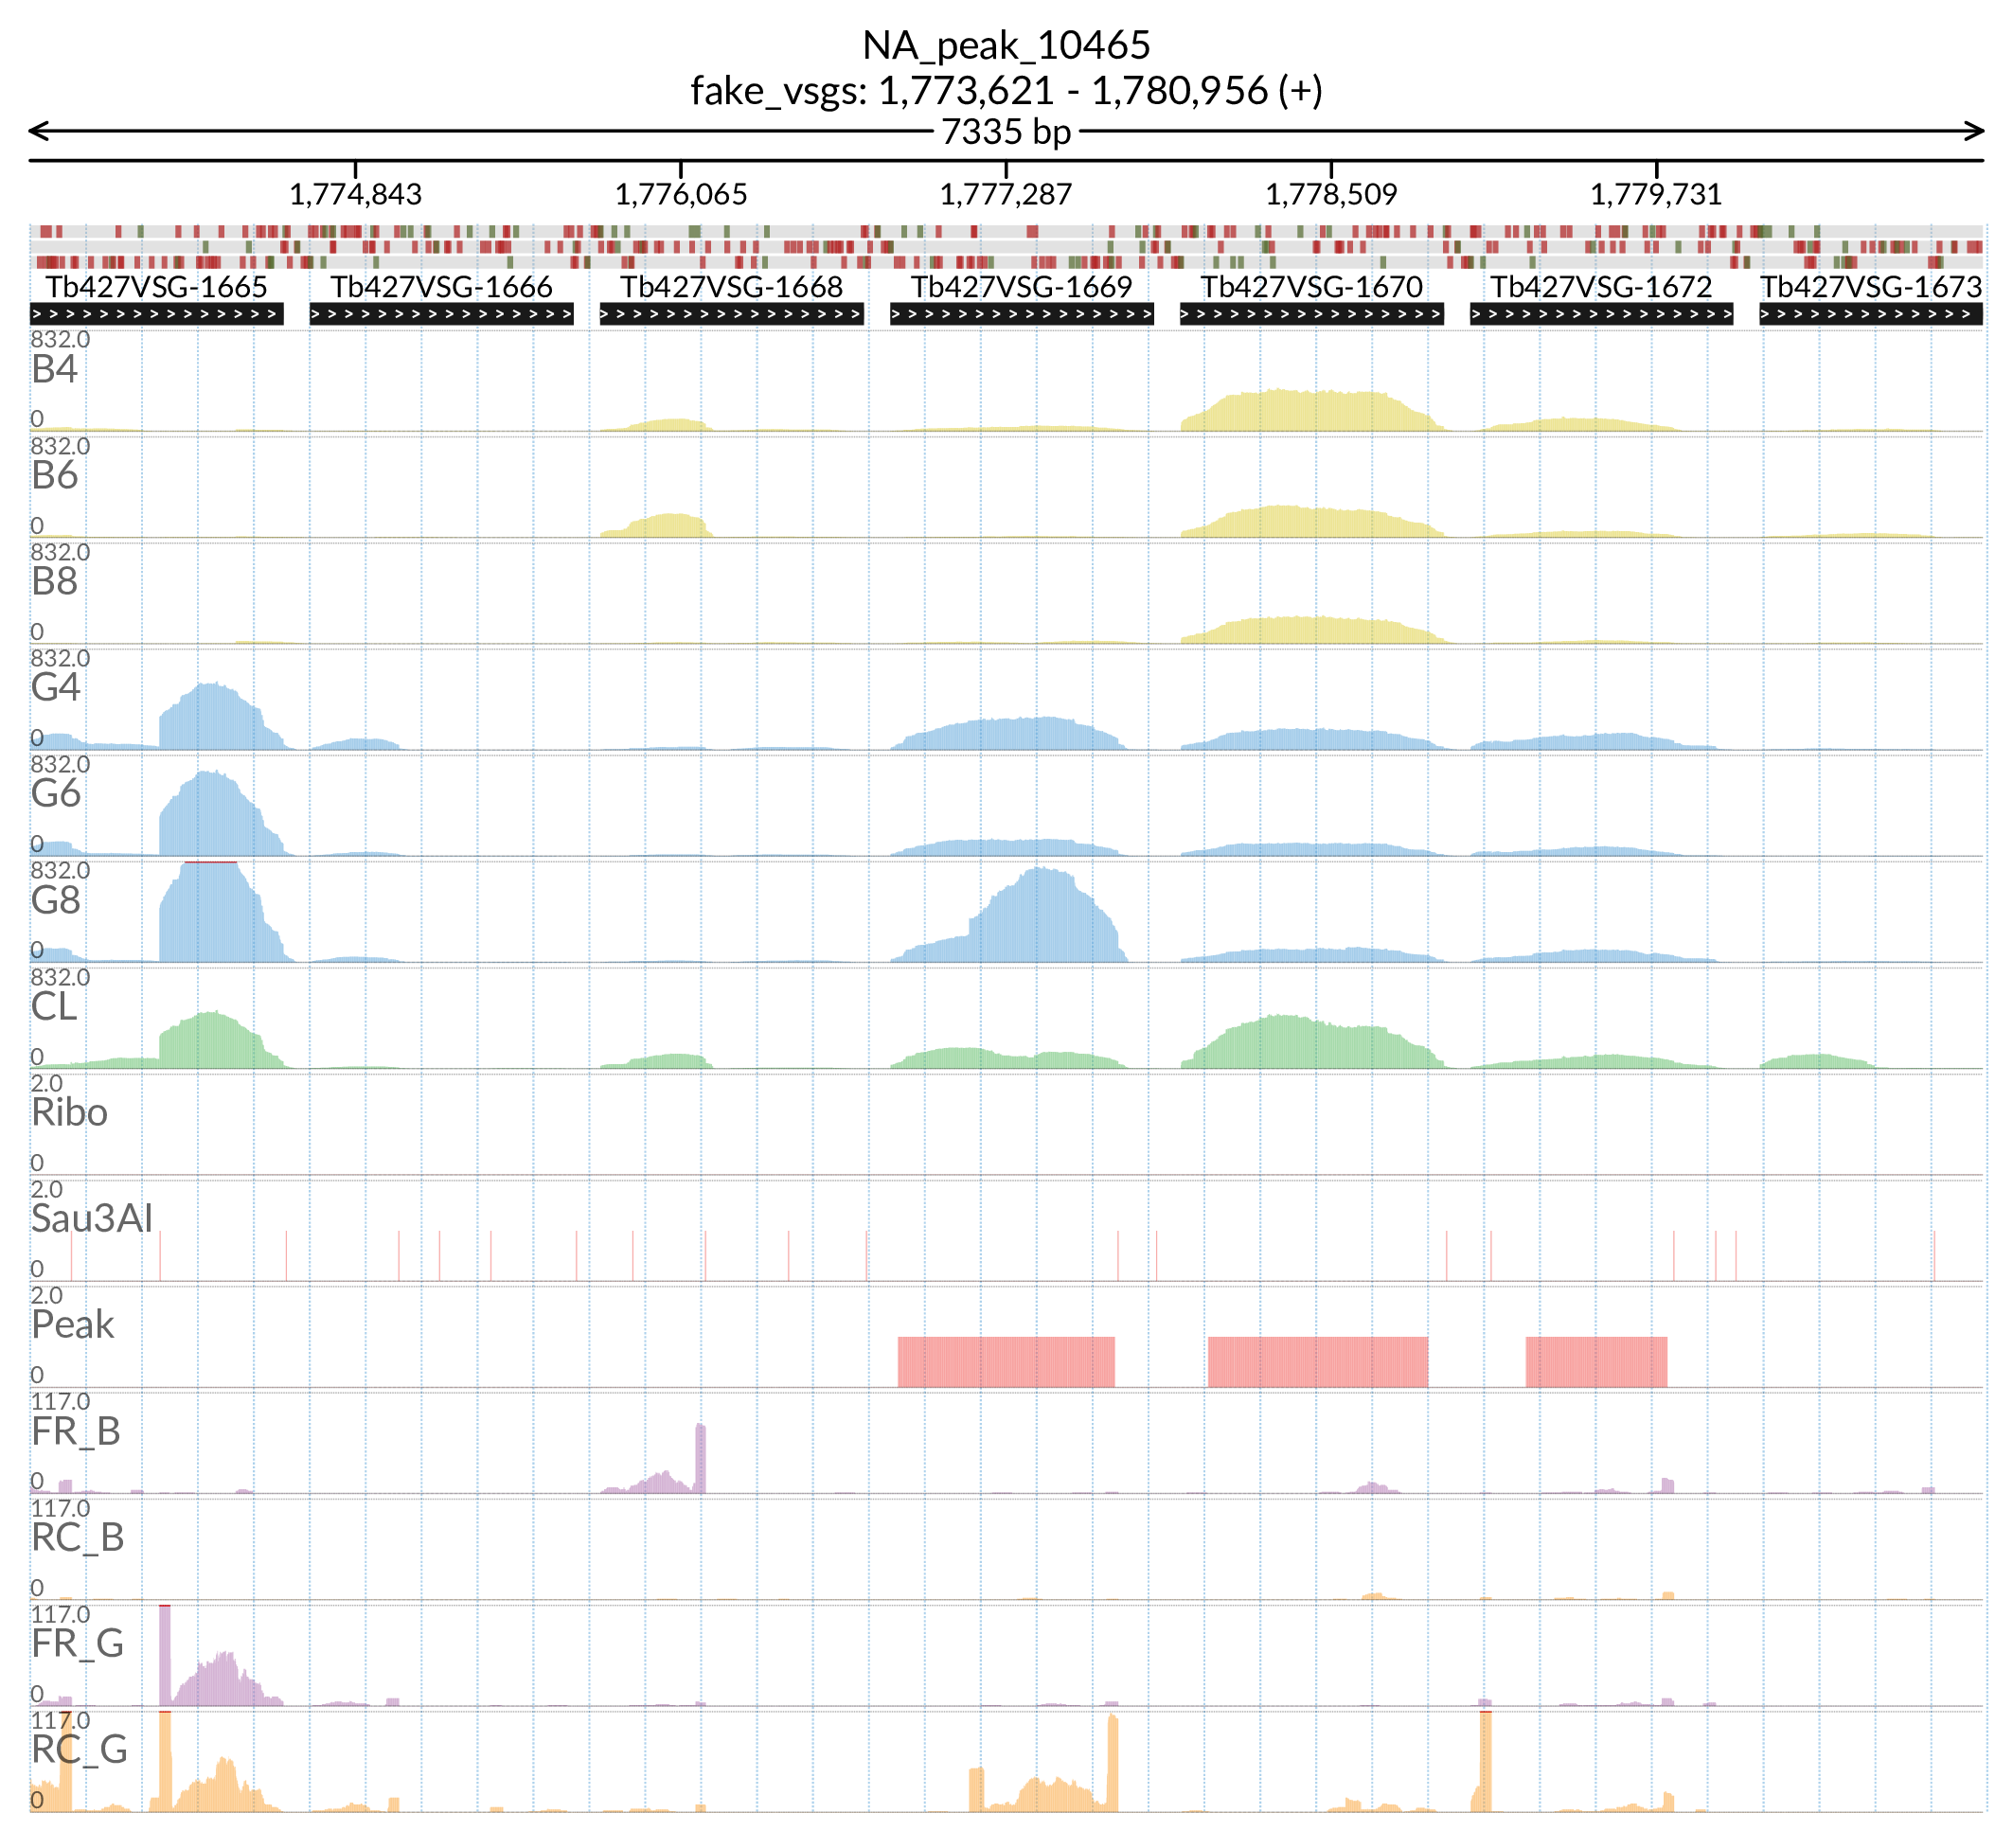 NA_peak_10465
fake_vsgs: 1,773,621 - 1,780,956 (+)
7335 bp
1,774,843 1,776,065 1,777,287 1,778,509 1,779,731
Tb427VSG-1665 Tb427VSG-1666 Tb427VSG-1668 Tb427VSG-1669 Tb427VSG-1670 Tb427VSG-1672 Tb427VSG-1673
832.0
B4
0
832.0
B6
0
832.0
B8
0
832.0
G4
0
832.0
G6
0
832.0
G8
0
832.0
CL
0
2.0
Ribo
0
2.0
Sau3AI
0
2.0
Peak
0
117.0
FR_B
0
117.0
RC_B
0
117.0
FR_G
0
117.0
RC_G
0